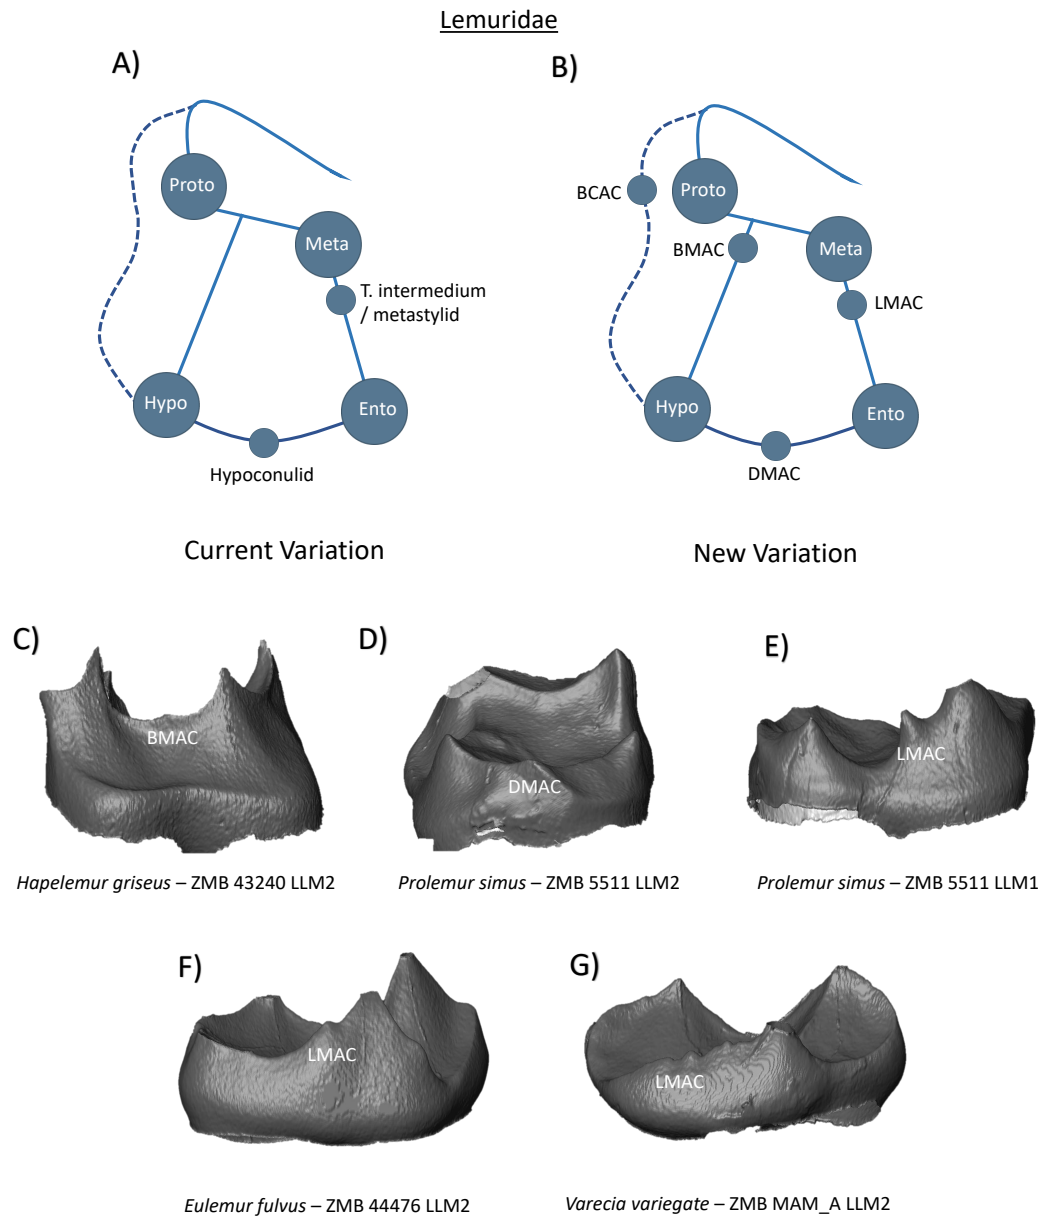 Lemuridae
A)
B)
Proto
Meta
T. intermedium
/ metastylid
Hypo
Ento
Hypoconulid
BCAC
Proto
BMAC
Meta
LMAC
Hypo
Ento
DMAC
Current Variation
New Variation
C)
D)
E)
BMAC
DMAC
LMAC
Hapelemur griseus – ZMB 43240 LLM2
Prolemur simus – ZMB 5511 LLM2
Prolemur simus – ZMB 5511 LLM1
F)
G)
LMAC
LMAC
Eulemur fulvus – ZMB 44476 LLM2
Varecia variegate – ZMB MAM_A LLM2